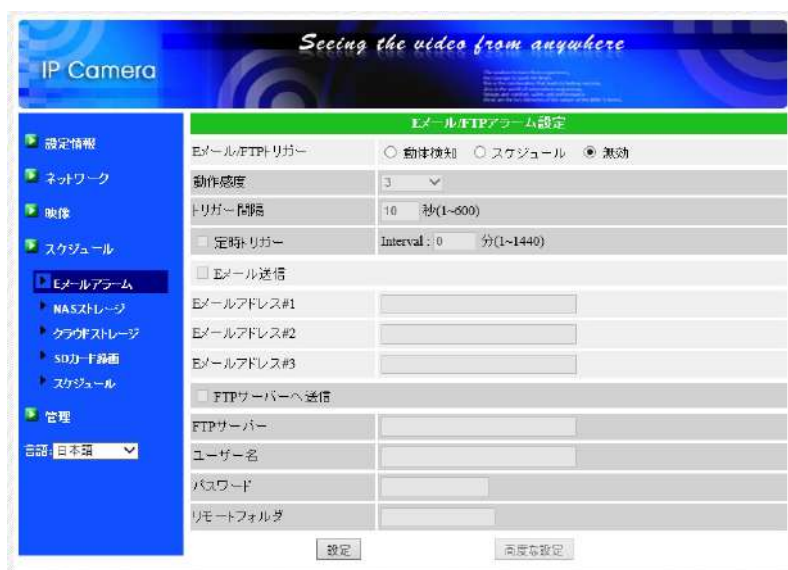 Seeing the video from anywhere
IP Camera
設定情報
ネットワーク
映像
スケジュール
Eメールアラーム
NASストレージ
クラウドストレージ
SDカード録画
スケジュール
管理
言語: 日本語
Eメール/FTPアラーム設定
Eメール/FTPトリガー 動体検知 スケジュール 無効
動作感度 3
トリガー間隔 10 秒(1~600)
定時トリガー Interval : 0 分(1~1440)
Eメール送信
Eメールアドレス#1
Eメールアドレス#2
Eメールアドレス#3
FTPサーバーへ送信
FTPサーバー
ユーザー名
パスワード
リモートフォルダ
設定 高度な設定